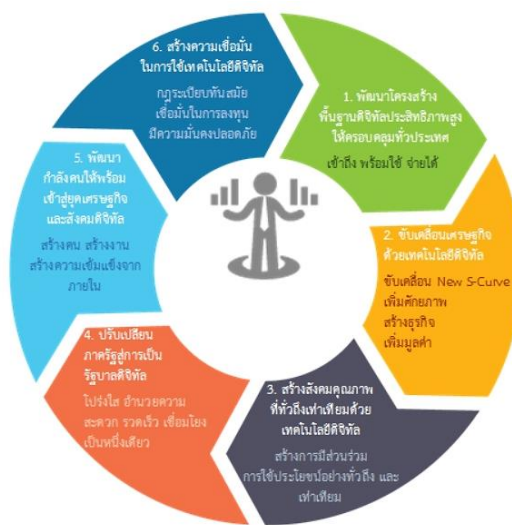 1. พัฒนาโครงสร้าง
พื้นฐานดิจิทัลประสิทธิภาพสูง
ให้ครอบคลุมทั่วประเทศ
เข้าถึง พร้อมใช้ จ่ายได้
2. ขับเคลื่อนเศรษฐกิจ
ด้วยเทคโนโลยีดิจิทัล
ขับเคลื่อน New S-Curve
เพิ่มศักยภาพ
สร้างธุรกิจ
เพิ่มมูลค่า
3. สร้างสังคมคุณภาพ
ที่ทั่วถึงเท่าเทียมด้วย
เทคโนโลยีดิจิทัล
สร้างการมีส่วนร่วม
การใช้ประโยชน์อย่างทั่วถึง และ
เท่าเทียม
4. ปรับเปลี่ยน
ภาครัฐสู่การเป็น
รัฐบาลดิจิทัล
โปร่งใส อำนวยความ
สะดวก รวดเร็ว เชื่อมโยง
เป็นหนึ่งเดียว
5. พัฒนา
กำลังคนให้พร้อม
เข้าสู่ยุคเศรษฐกิจ
และสังคมดิจิทัล
สร้างคน สร้างงาน
สร้างความเข้มแข็งจาก
ภายใน
6. สร้างความเชื่อมั่น
ในการใช้เทคโนโลยีดิจิทัล
กฎระเบียบทันสมัย
เชื่อมั่นในการลงทุน
มีความมั่นคงปลอดภัย